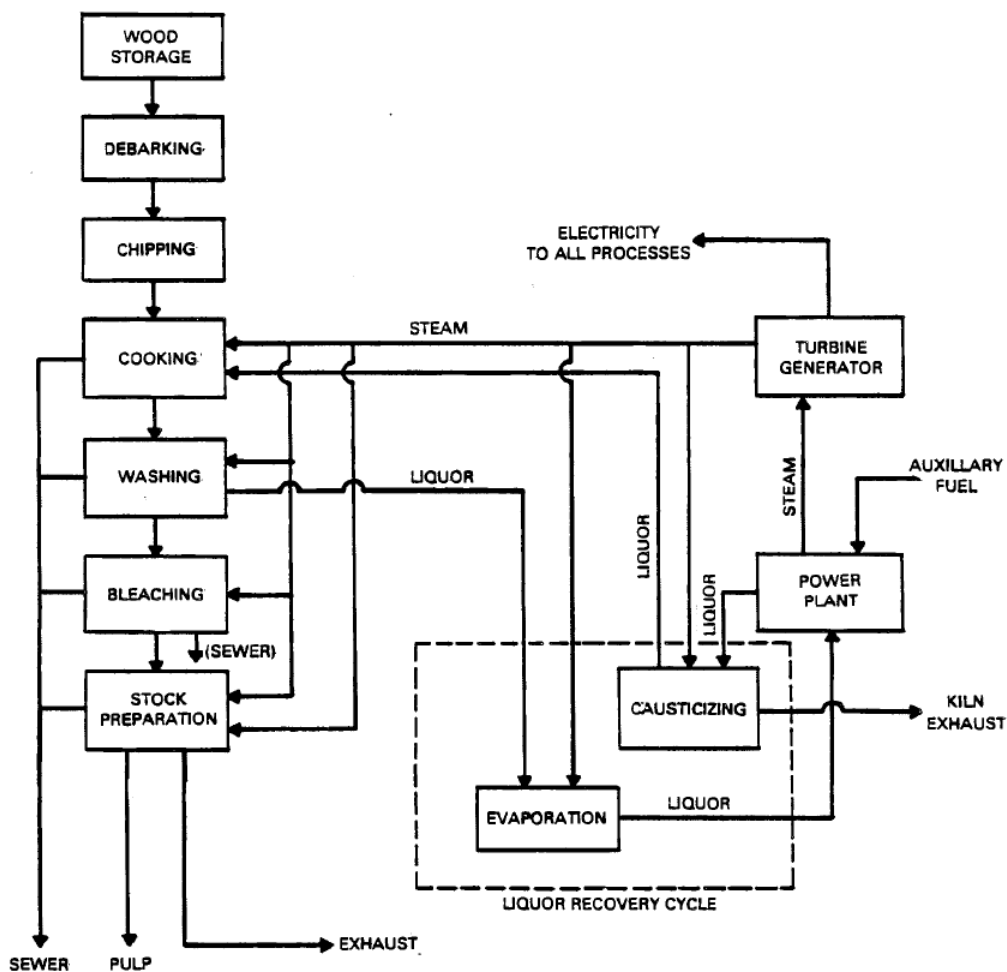 WOOD
STORAGE
DEBARKING
CHIPPING
ELECTRICITY
TO ALL PROCESSES
STEAM
COOKING
TURBINE
GENERATOR
WASHING
LIQUOR
STEAM
AUXILLARY
FUEL
LIQUOR
BLEACHING
LIQUOR
POWER
PLANT
(SEWER)
STOCK
PREPARATION
CAUSTICIZING
KILN
EXHAUST
EVAPORATION
LIQUOR
LIQUOR RECOVERY CYCLE
SEWER
PULP
EXHAUST